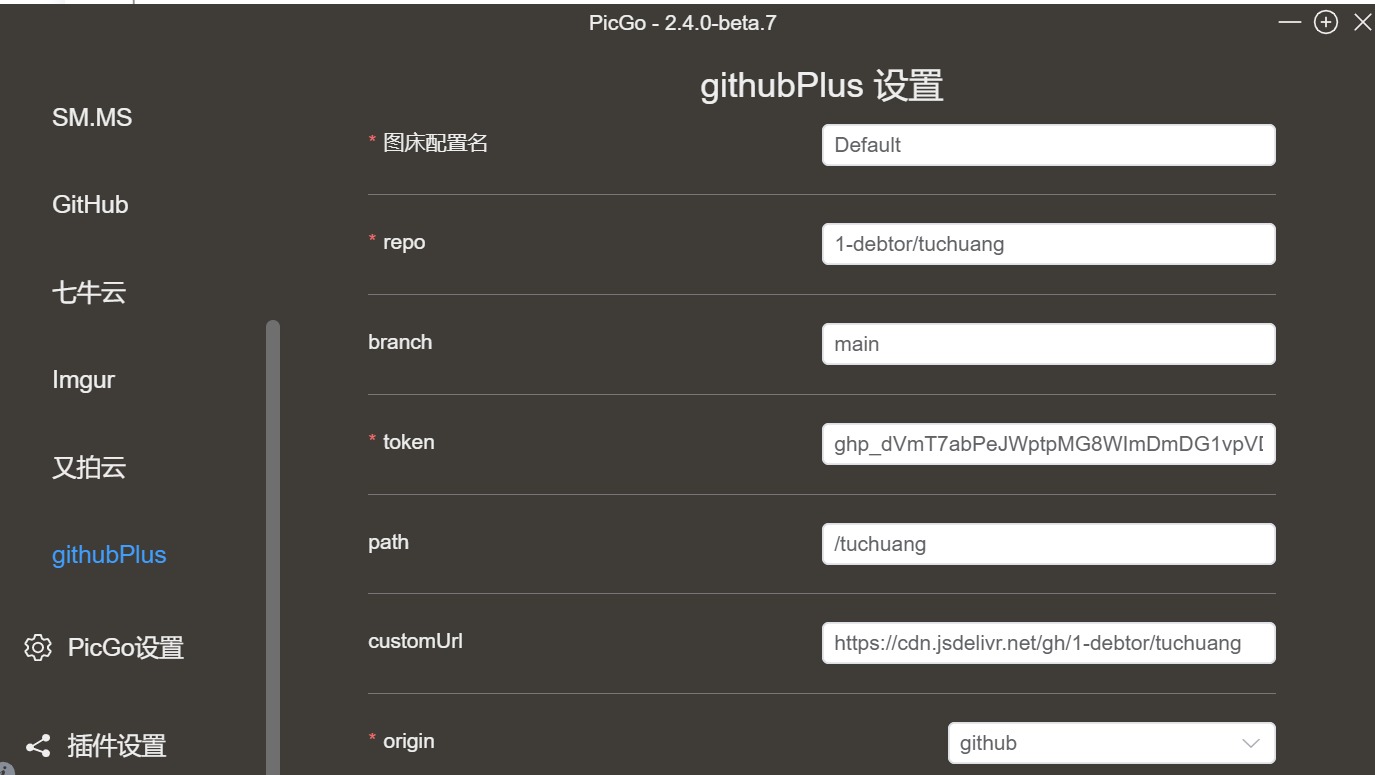 PicGo - 2.4.0-beta.7
githubPlus 设置
SM.MS
GitHub
七牛云
Imgur
又拍云
githubPlus
PicGo设置
插件设置
* 图床配置名
Default
* repo
1-debtor/tuchuang
branch
main
* token
ghp_dVmT7abPeJWptpMG8WImDmDG1vpVD
path
/tuchuang
customUrl
https://cdn.jsdelivr.net/gh/1-debtor/tuchuang
* origin
github